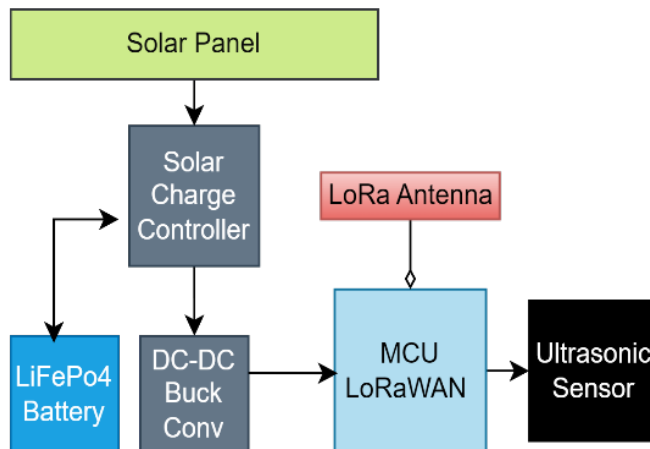 Solar Panel
Solar
Charge
Controller
LoRa Antenna
LiFePo4
Battery
DC-DC
Buck
Conv
MCU
LoRaWAN
Ultrasonic
Sensor